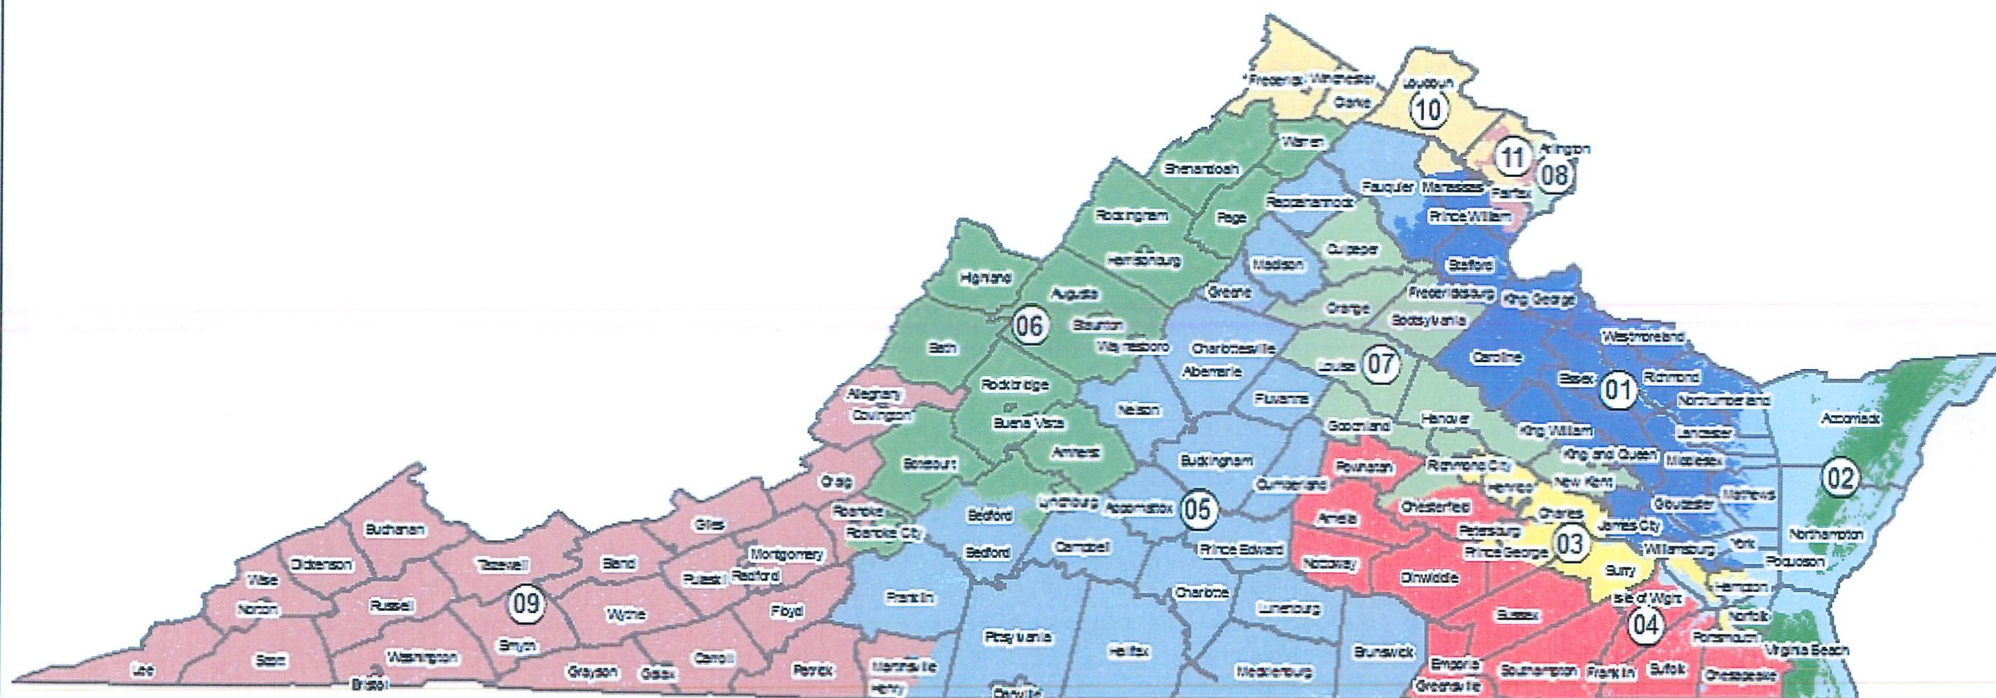 Frederick
Winchester
Clarke
Loudoun
10
Warren
11
Arlington
08
Shenandoah
Fauquier
Manassas
Fairfax
Rappahannock
Page
Rockingham
Prince William
Culpeper
Harrisonburg
Madison
Stafford
Highland
Augusta
Greene
Fredericksburg
King George
Orange
Spotsylvania
06
Staunton
Waynesboro
Westmoreland
Bath
Charlottesville
Albemarle
Louisa
07
Caroline
Essex
Richmond
01
Rockbridge
Alleghany
Covington
Nelson
Fluvanna
Northumberland
Buena Vista
Goochland
Hanover
King William
Lancaster
Accomack
Botetourt
Amherst
Buckingham
Powhatan
Richmond City
King and Queen
Middlesex
02
Craig
Cumberland
Henrico
New Kent
Mathews
Roanoke
Roanoke City
Bedford
Lynchburg
Appomattox
05
Chesterfield
Gloucester
Amelia
Charles
James City
Buchanan
Giles
Petersburg
Northampton
Bedford
Campbell
Prince Edward
Prince George
03
Williamsburg
York
Poquoson
Dickenson
Tazewell
Bland
Montgomery
Pulaski
Radford
Nottoway
Dinwiddie
Surry
Hampton
Wise
Norton
Russell
09
Wythe
Floyd
Franklin
Charlotte
Lunenburg
Sussex
Isle of Wight
04
Norfolk
Portsmouth
Lee
Scott
Washington
Smyth
Grayson
Galax
Carroll
Patrick
Martinsville
Henry
Pittsylvania
Halifax
Mecklenburg
Brunswick
Emporia
Greensville
Southampton
Franklin
Suffolk
Chesapeake
Virginia Beach
Bristol
Danville